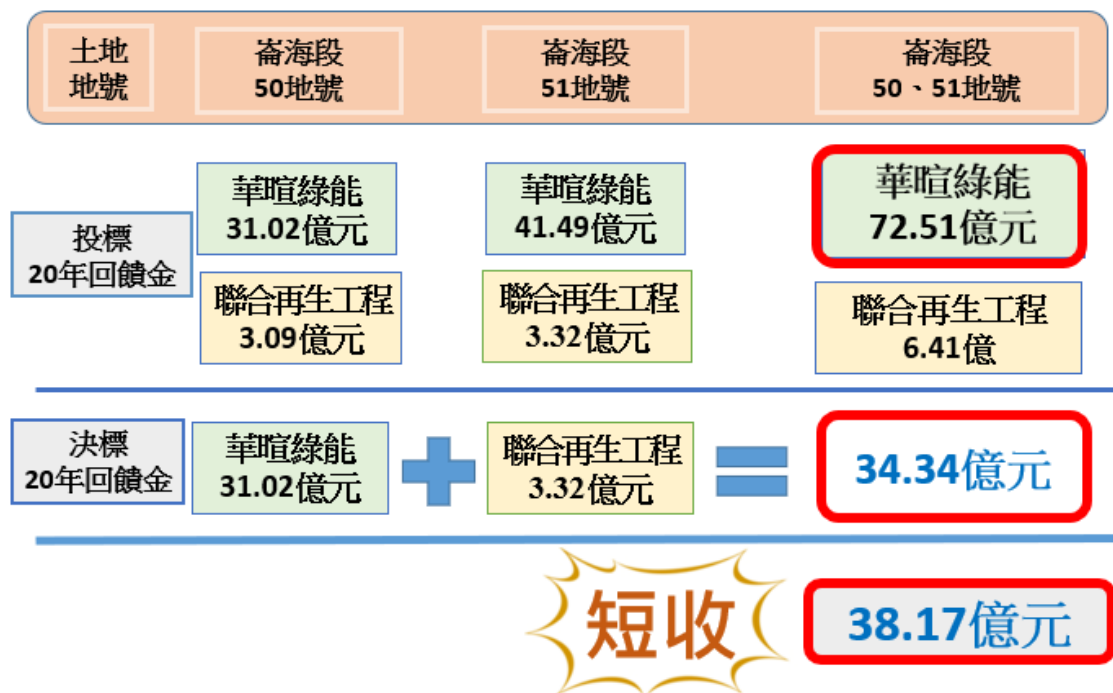 土地
地號
崙海段
50地號
崙海段
51地號
崙海段
50、51地號
投標
20年回饋金
華暄綠能
31.02億元
華暄綠能
41.49億元
華暄綠能
72.51億元
聯合再生工程
3.09億元
聯合再生工程
3.32億元
聯合再生工程
6.41億
決標
20年回饋金
華暄綠能
31.02億元
聯合再生工程
3.32億元
34.34億元
短收
38.17億元